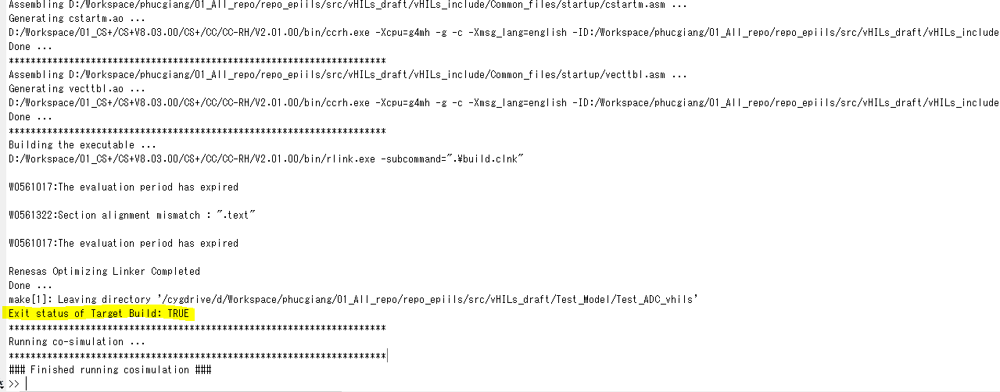 Assembling D:/Workspace/phucgiang/01_All_repo/repo_epiils/src/vHILs_draft/vHILs_include/Common_files/startup/cstartm.asm ...
Generating cstartm.ao ...
D:/Workspace/01_CS+/CS+V8.03.00/CS+/CC/CC-RH/V2.01.00/bin/ccrh.exe -Xcpu=g4mh -g -c -Xmsg_lang=english -ID:/Workspace/phucgiang/01_All_repo/repo_epiils/src/vHILs_draft/vHILs_include
Done ...
*********************************************************************
Assembling D:/Workspace/phucgiang/01_All_repo/repo_epiils/src/vHILs_draft/vHILs_include/Common_files/startup/vecttbl.asm ...
Generating vecttbl.ao ...
D:/Workspace/01_CS+/CS+V8.03.00/CS+/CC/CC-RH/V2.01.00/bin/ccrh.exe -Xcpu=g4mh -g -c -Xmsg_lang=english -ID:/Workspace/phucgiang/01_All_repo/repo_epiils/src/vHILs_draft/vHILs_include
Done ...
*********************************************************************
Building the executable ...
D:/Workspace/01_CS+/CS+V8.03.00/CS+/CC/CC-RH/V2.01.00/bin/rlink.exe -subcommand=".¥build.clnk"
W0561017:The evaluation period has expired
W0561322:Section alignment mismatch : ".text"
W0561017:The evaluation period has expired
Renesas Optimizing Linker Completed
Done ...
make[1]: Leaving directory '/cygdrive/d/Workspace/phucgiang/01_All_repo/repo_epiils/src/vHILs_draft/Test_Model/Test_ADC_vhils'
Exit status of Target Build: TRUE
*********************************************************************
Running co-simulation ...
*********************************************************************
### Finished running cosimulation ###
>>